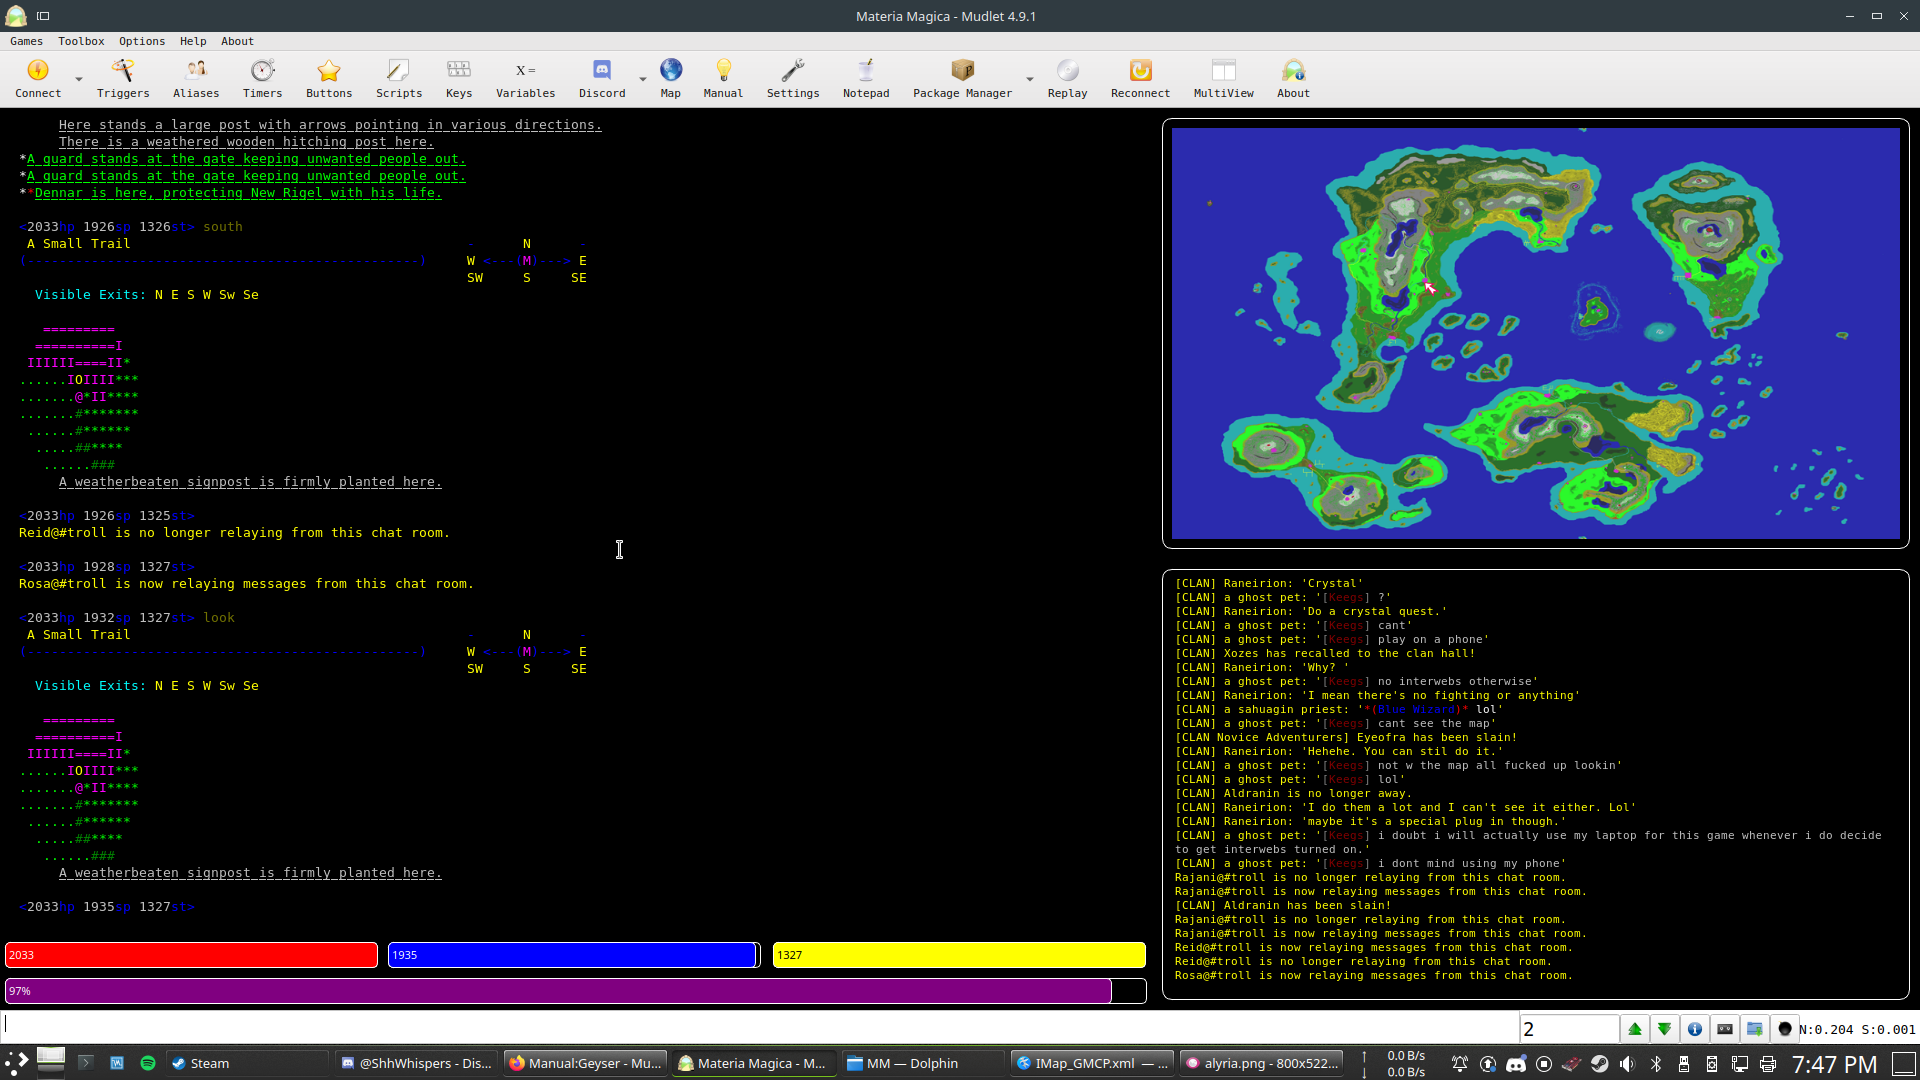 Materia Magica - Mudlet 4.9.1
Games Toolbox Options Help About
Connect Triggers Aliases Timers Buttons Scripts Keys Variables Discord Map Manual Settings Notepad Package Manager Replay Reconnect MultiView About
X =
Here stands a large post with arrows pointing in various directions.
There is a weathered wooden hitching post here.
*A guard stands at the gate keeping unwanted people out.
*A guard stands at the gate keeping unwanted people out.
**Dennar is here, protecting New Rigel with his life.
<2033hp 1926sp 1326st> south
A Small Trail - N -
(-------------------------------------------------) W <---(M)---> E
SW S SE
Visible Exits: N E S W Sw Se
=========
==========I
IIIIII====II*
......IOIIII***
.......@*II****
.......#*******
......#******
.....##****
......###
A weatherbeaten signpost is firmly planted here.
<2033hp 1926sp 1325st>
Reid@#troll is no longer relaying from this chat room.
<2033hp 1928sp 1327st>
Rosa@#troll is now relaying messages from this chat room.
<2033hp 1932sp 1327st> look
A Small Trail - N -
(-------------------------------------------------) W <---(M)---> E
SW S SE
Visible Exits: N E S W Sw Se
=========
==========I
IIIIII====II*
......IOIIII***
.......@*II****
.......#*******
......#******
.....##****
......###
A weatherbeaten signpost is firmly planted here.
<2033hp 1935sp 1327st>
2033 1935 1327
97%
[CLAN] Raneirion: 'Crystal'
[CLAN] a ghost pet: '[Keegs] ?'
[CLAN] Raneirion: 'Do a crystal quest.'
[CLAN] a ghost pet: '[Keegs] cant'
[CLAN] a ghost pet: '[Keegs] play on a phone'
[CLAN] Xozes has recalled to the clan hall!
[CLAN] Raneirion: 'Why? '
[CLAN] a ghost pet: '[Keegs] no interwebs otherwise'
[CLAN] Raneirion: 'I mean there's no fighting or anything'
[CLAN] a sahuagin priest: '*(Blue Wizard)* lol'
[CLAN] a ghost pet: '[Keegs] cant see the map'
[CLAN Novice Adventurers] Eyeofra has been slain!
[CLAN] Raneirion: 'Hehehe. You can stil do it.'
[CLAN] a ghost pet: '[Keegs] not w the map all fucked up lookin'
[CLAN] a ghost pet: '[Keegs] lol'
[CLAN] Aldranin is no longer away.
[CLAN] Raneirion: 'I do them a lot and I can't see it either. Lol'
[CLAN] Raneirion: 'maybe it's a special plug in though.'
[CLAN] a ghost pet: '[Keegs] i doubt i will actually use my laptop for this game whenever i do decide
to get interwebs turned on.'
[CLAN] a ghost pet: '[Keegs] i dont mind using my phone'
Rajani@#troll is no longer relaying from this chat room.
Rajani@#troll is now relaying messages from this chat room.
[CLAN] Aldranin has been slain!
Rajani@#troll is no longer relaying from this chat room.
Rajani@#troll is now relaying messages from this chat room.
Reid@#troll is now relaying messages from this chat room.
Reid@#troll is no longer relaying from this chat room.
Rosa@#troll is now relaying messages from this chat room.
2 N:0.204 S:0.001
Steam @ShhWhispers - Dis... Manual:Geyser - Mu... Materia Magica - M... MM — Dolphin IMap_GMCP.xml — ... alyria.png - 800x522...
0.0 B/s
0.0 B/s
7:47 PM